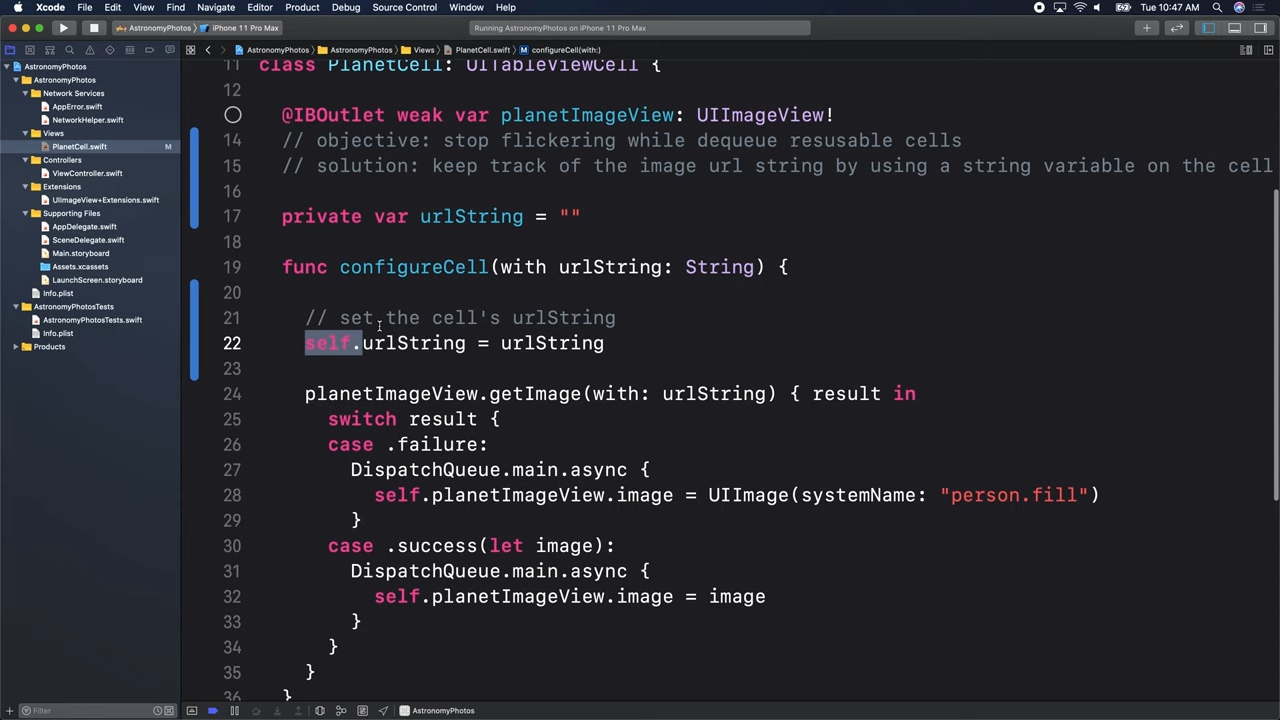 Xcode File Edit View Find Navigate Editor Product Debug Source Control Window Help Tue 10:47 AM
AstronomyPhotos iPhone 11 Pro Max Running AstronomyPhotos on iPhone 11 Pro Max
AstronomyPhotos AstronomyPhotos Views PlanetCell.swift M configureCell(with:)
AstronomyPhotos
AstronomyPhotos
Network Services
AppError.swift
NetworkHelper.swift
Views
PlanetCell.swift M
Controllers
ViewController.swift
Extensions
UIImageView+Extensions.swift
Supporting Files
AppDelegate.swift
SceneDelegate.swift
Main.storyboard
Assets.xcassets
LaunchScreen.storyboard
Info.plist
AstronomyPhotosTests
AstronomyPhotosTests.swift
Info.plist
Products
11 class PlanetCell: UITableViewCell {
12
@IBOutlet weak var planetImageView: UIImageView!
14 // objective: stop flickering while dequeue resusable cells
15 // solution: keep track of the image url string by using a string variable on the cell
16
17 private var urlString = ""
18
19 func configureCell(with urlString: String) {
20
21 // set the cell's urlString
22 self.urlString = urlString
23
24 planetImageView.getImage(with: urlString) { result in
25 switch result {
26 case .failure:
27 DispatchQueue.main.async {
28 self.planetImageView.image = UIImage(systemName: "person.fill")
29 }
30 case .success(let image):
31 DispatchQueue.main.async {
32 self.planetImageView.image = image
33 }
34 }
35 }
36 }
Filter AstronomyPhotos